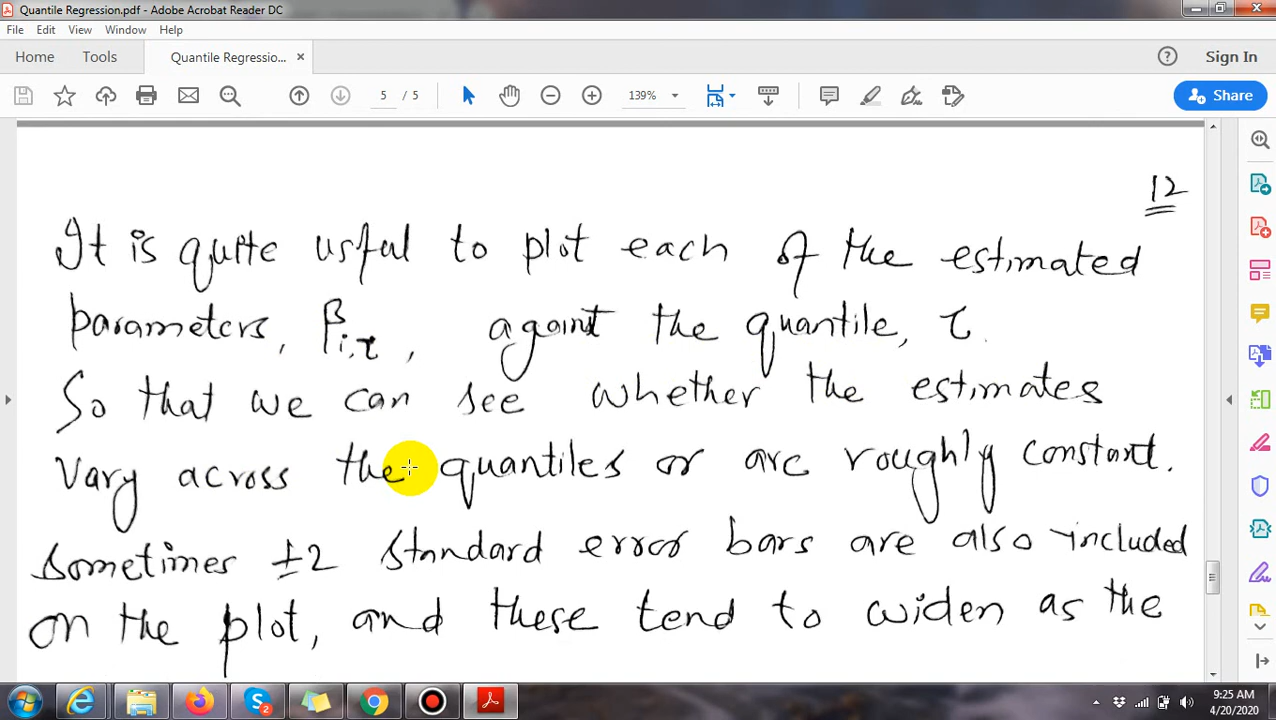 Quantile Regression.pdf - Adobe Acrobat Reader DC
File Edit View Window Help
Home Tools Quantile Regressio... × Sign In
5 / 5 139% Share
12
It is quite usful to plot each of the estimated
parameters, β i,τ , against the quantile, τ.
So that we can see whether the estimates
vary across the quantiles or are roughly constant.
Sometimes ±2 standard error bars are also included
on the plot, and these tend to widen as the
9:25 AM
4/20/2020